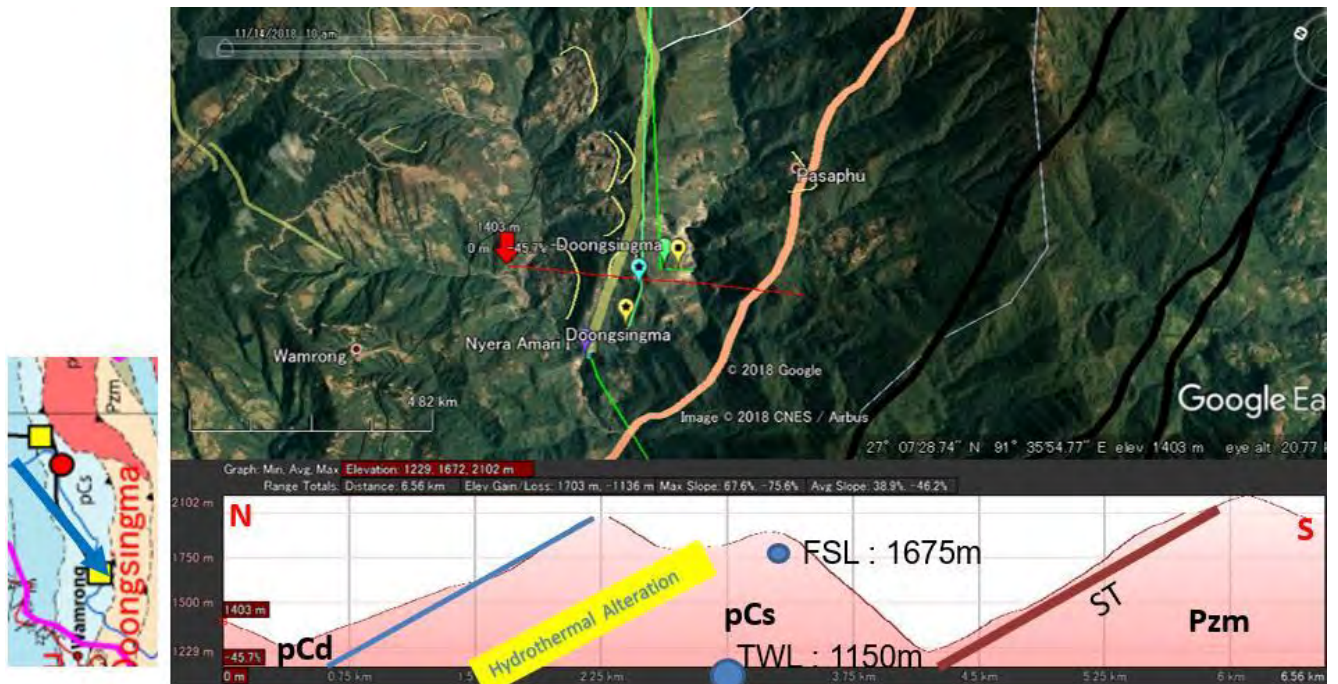 11/14/2018 10 am
Pasaphu
1403 m
0 m -45.7%
Doongsingma
Nyera Amari I
Doongsingma
Wamrong
© 2018 Google
4.82 km
Image © 2018 CNES / Airbus
Google Ea
27° 07'28.74" N 91° 35'54.77" E elev 1403 m eye alt 20.77 k
Pzm
pCs
Wamrong
Doongsingma
Graph: Min, Avg, Max Elevation: 1229, 1672, 2102 m
Range Totals: Distance: 6.56 km Elev Gain/Loss: 1703 m, -1136 m Max Slope: 67.6%, -75.6% Avg Slope: 38.9%, -46.2%
2102 m
N
S
1750 m
FSL : 1675m
1500 m
1403 m
Hydrothermal Alteration
pCs
ST
Pzm
1229 m
pCd
-45.7%
TWL : 1150m
0 m 0.75 km 1.5 2.25 km 3.75 km 4.5 km 5.25 km 6 km 6.56 km